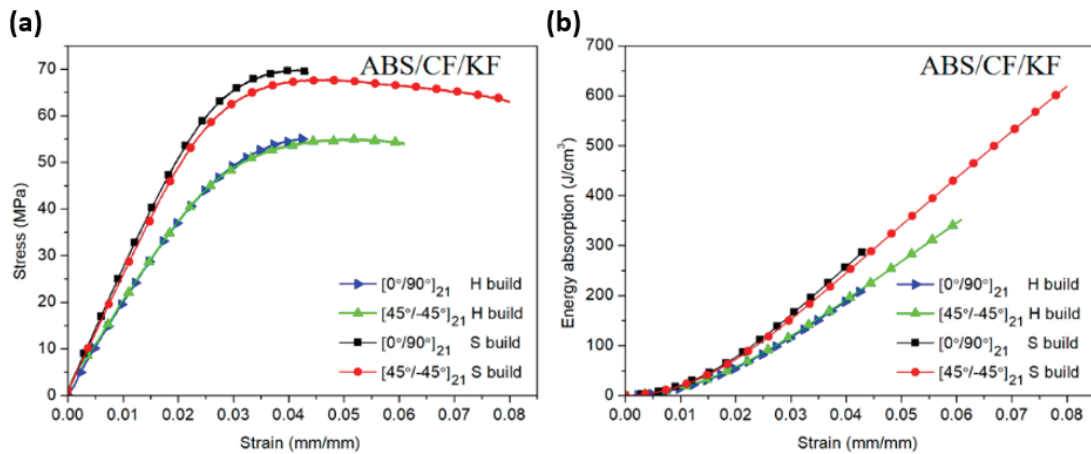 (a)
ABS/CF/KF
Stress (MPa)
70
60
50
40
30
20
10
0
[0°/90°]21 H build
[45°/-45°]21 H build
[0°/90°]21 S build
[45°/-45°]21 S build
0.00 0.01 0.02 0.03 0.04 0.05 0.06 0.07 0.08
Strain (mm/mm)
(b)
ABS/CF/KF
Energy absorption (J/cm3)
700
600
500
400
300
200
100
0
[0°/90°]21 H build
[45°/-45°]21 H build
[0°/90°]21 S build
[45°/-45°]21 S build
0.00 0.01 0.02 0.03 0.04 0.05 0.06 0.07 0.08
Strain (mm/mm)